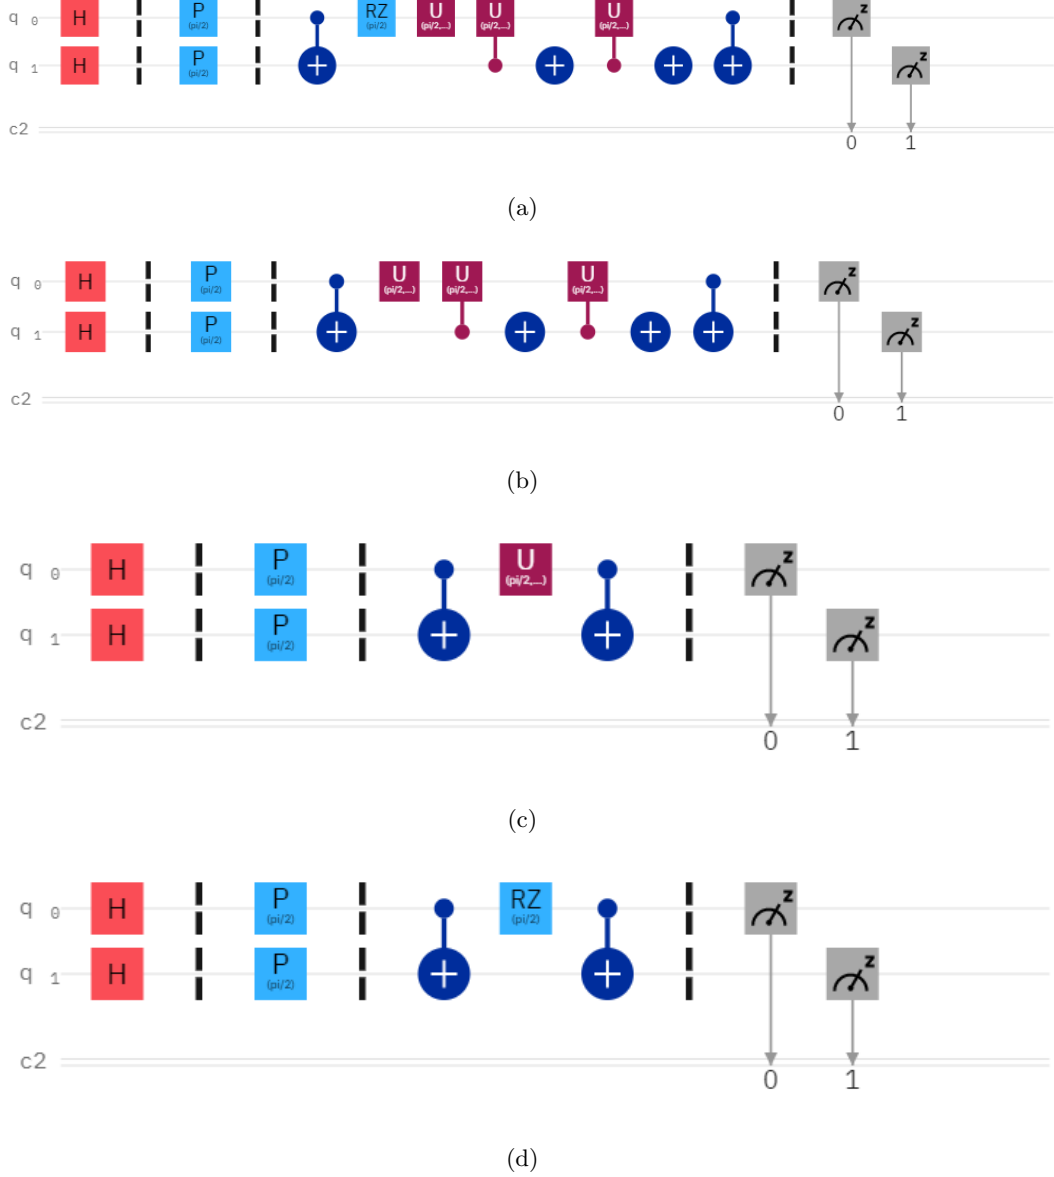 q 0 H P (pi/2) RZ (pi/2) U (pi/2,...) U (pi/2,...) U (pi/2,...) z
q 1 H P (pi/2) z
c2
0 1
(a)
q 0 H P (pi/2) U (pi/2,...) U (pi/2,...) U (pi/2,...) z
q 1 H P (pi/2) z
c2
0 1
(b)
q 0 H P (pi/2) U (pi/2,...) z
q 1 H P (pi/2) z
c2
0 1
(c)
q 0 H P (pi/2) RZ (pi/2) z
q 1 H P (pi/2) z
c2
0 1
(d)